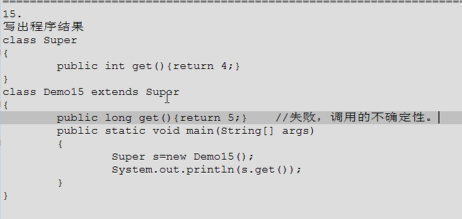 15.
写出程序结果
class Super
{
public int get(){return 4;}
}
class Demo15 extends Super
{
public long get(){return 5;} //失败，调用的不确定性。
public static void main(String[] args)
{
Super s=new Demo15();
System.out.println(s.get());
}
}